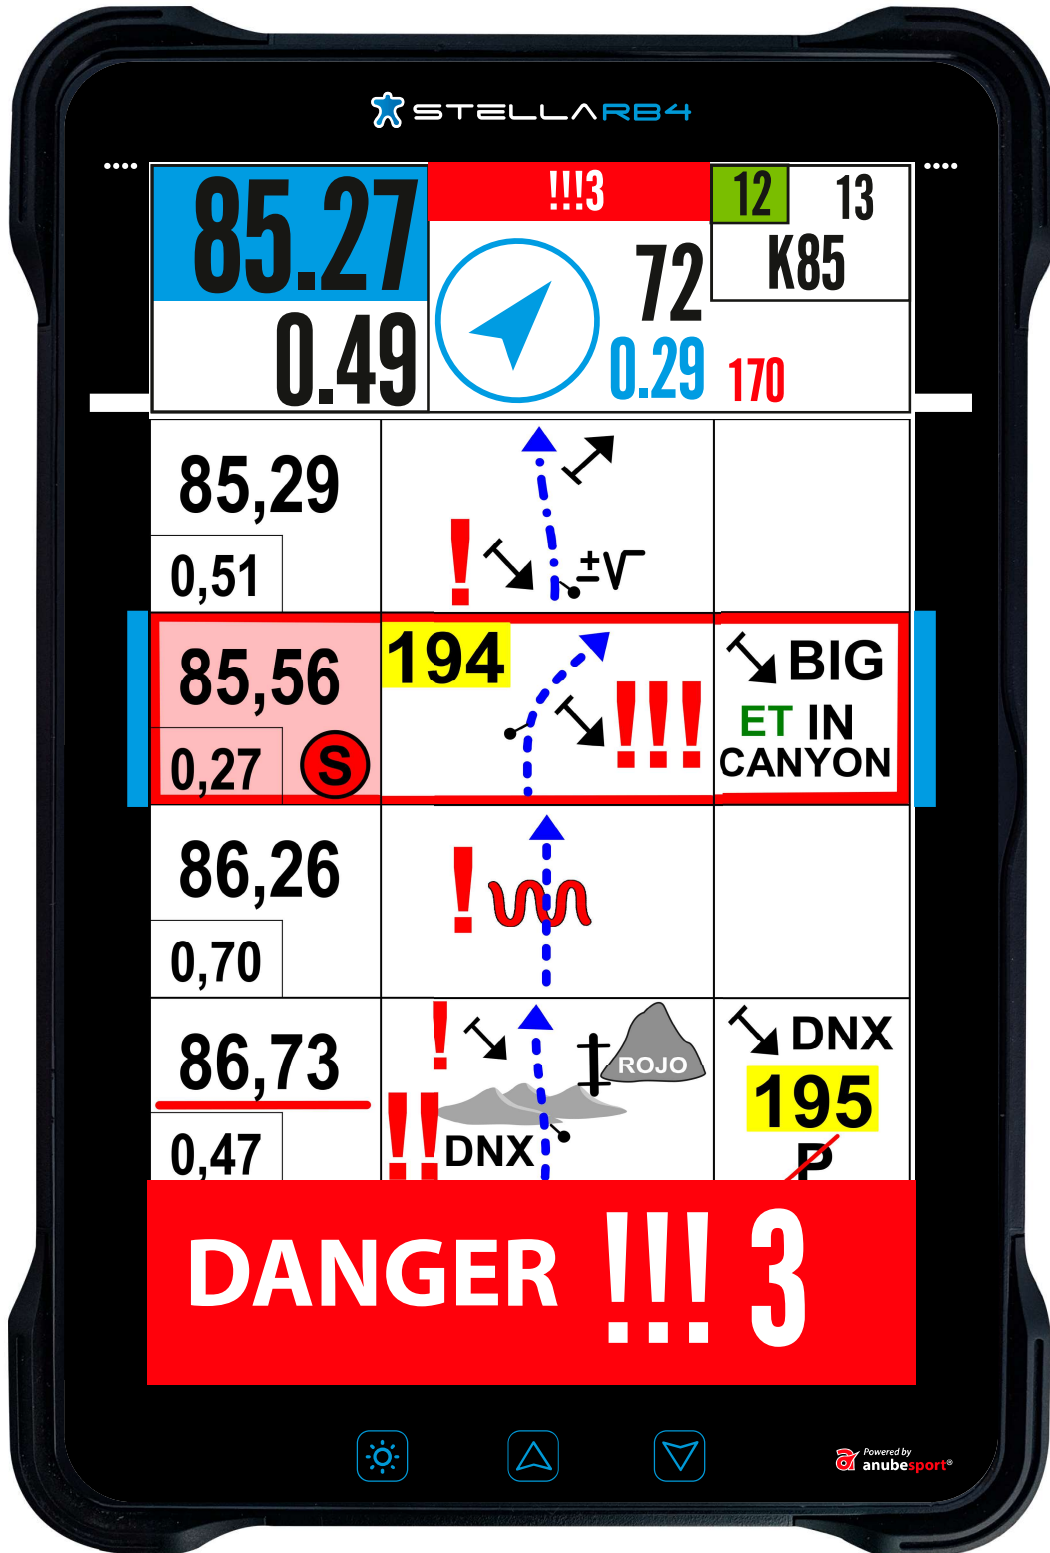 STELLARB4
85.27
!!!3
12 13
K85
72
0.49
0.29
170
85,29
0,51
!
±√
85,56
0,27
S
194
!!!
BIG
ET IN
CANYON
86,26
0,70
!
86,73
0,47
!
!!
DNX
ROJO
DNX
195
P
DANGER !!! 3
Powered by
anubesport®